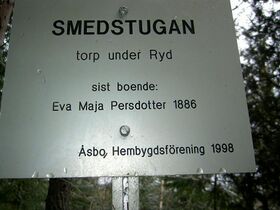 SMEDSTUGAN
torp under Ryd
sist boende:
Eva Maja Persdotter 1886
Åsbo Hembygdsförening 1998